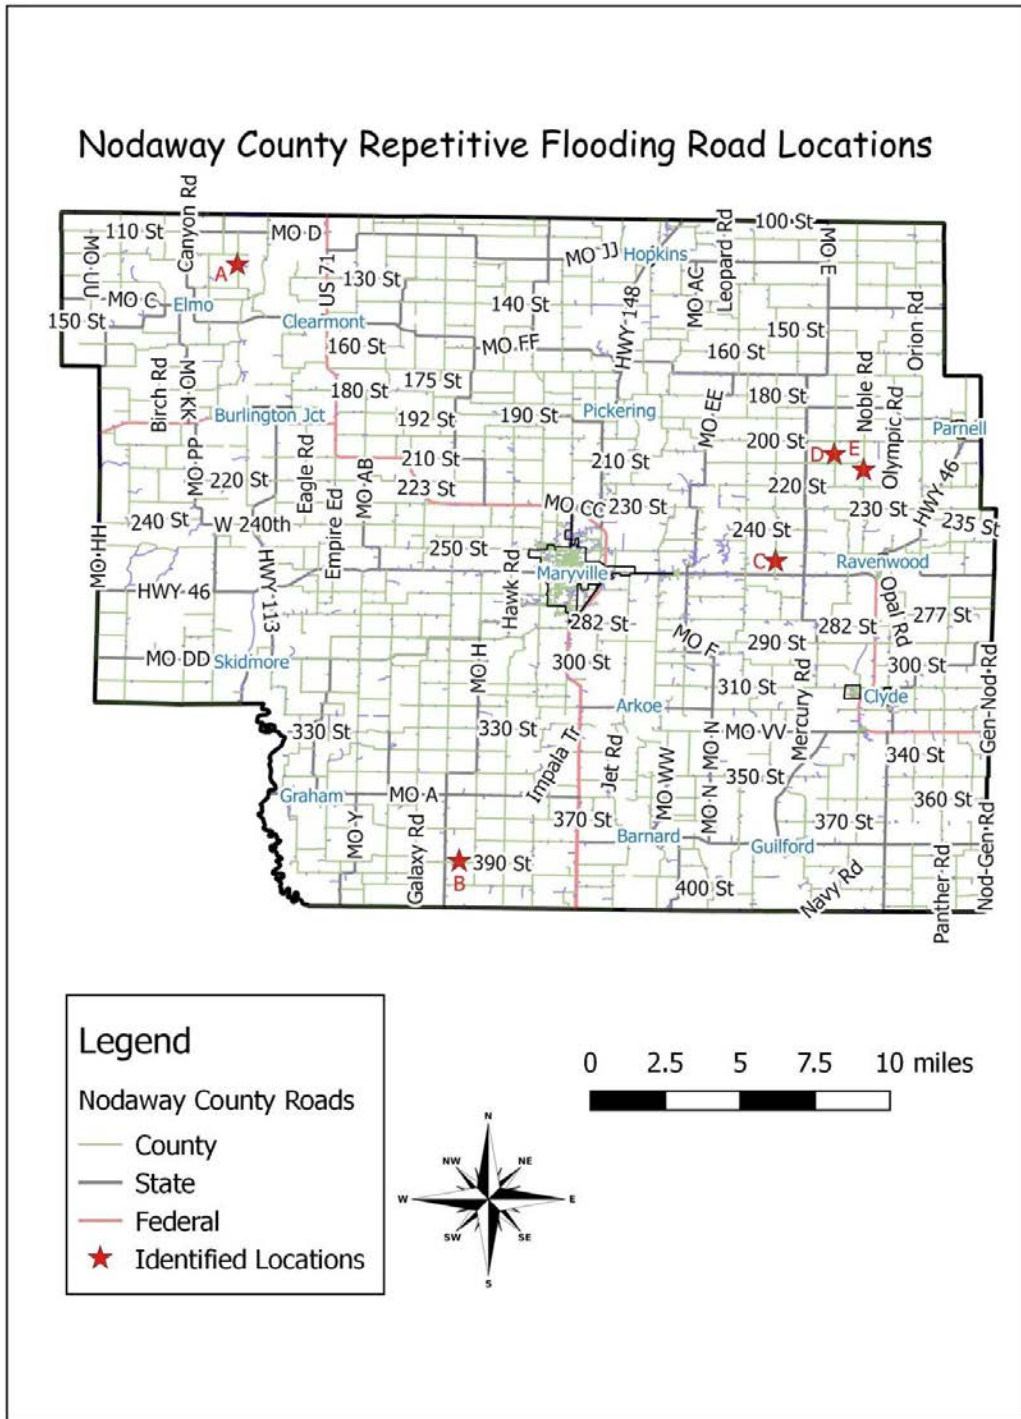 Nodaway County Repetitive Flooding Road Locations
Canyon Rd
110 St
MO D
100 St
Leopard Rd
MO E
MO UU
A
US 71
130 St
MO JJ
Hopkins
MO AC
MO C
Elmo
140 St
HWY 148
150 St
Clearmont
150 St
Orion Rd
160 St
MO FF
160 St
Birch Rd
MO KK
180 St
175 St
180 St
Noble Rd
Burlington Jct
192 St
190 St
Pickering
MO EE
Olympic Rd
Parnell
Eagle Rd
210 St
210 St
200 St
D
E
MO PP
220 St
MO AB
223 St
220 St
HWY 46
Empire Ed
MO CC
230 St
230 St
240 St
W 240th
240 St
235 St
MO HH
250 St
Hawk Rd
Maryville
C
Ravenwood
HWY 46
HWY 113
Opal Rd
277 St
282 St
282 St
MO DD
Skidmore
MO H
300 St
MO F
290 St
300 St
Mercury Rd
310 St
Gen-Nod Rd
Arkoe
Clyde
330 St
330 St
Impala Tr
Jet Rd
MO N
MO VV
340 St
MO WW
350 St
Graham
MO A
MO N
360 St
MO Y
Galaxy Rd
370 St
370 St
Nod-Gen Rd
Barnard
Guilford
390 St
B
400 St
Navy Rd
Panther Rd
Legend
Nodaway County Roads
County
State
Federal
Identified Locations
0 2.5 5 7.5 10 miles
N
NW NE
W E
SW SE
S